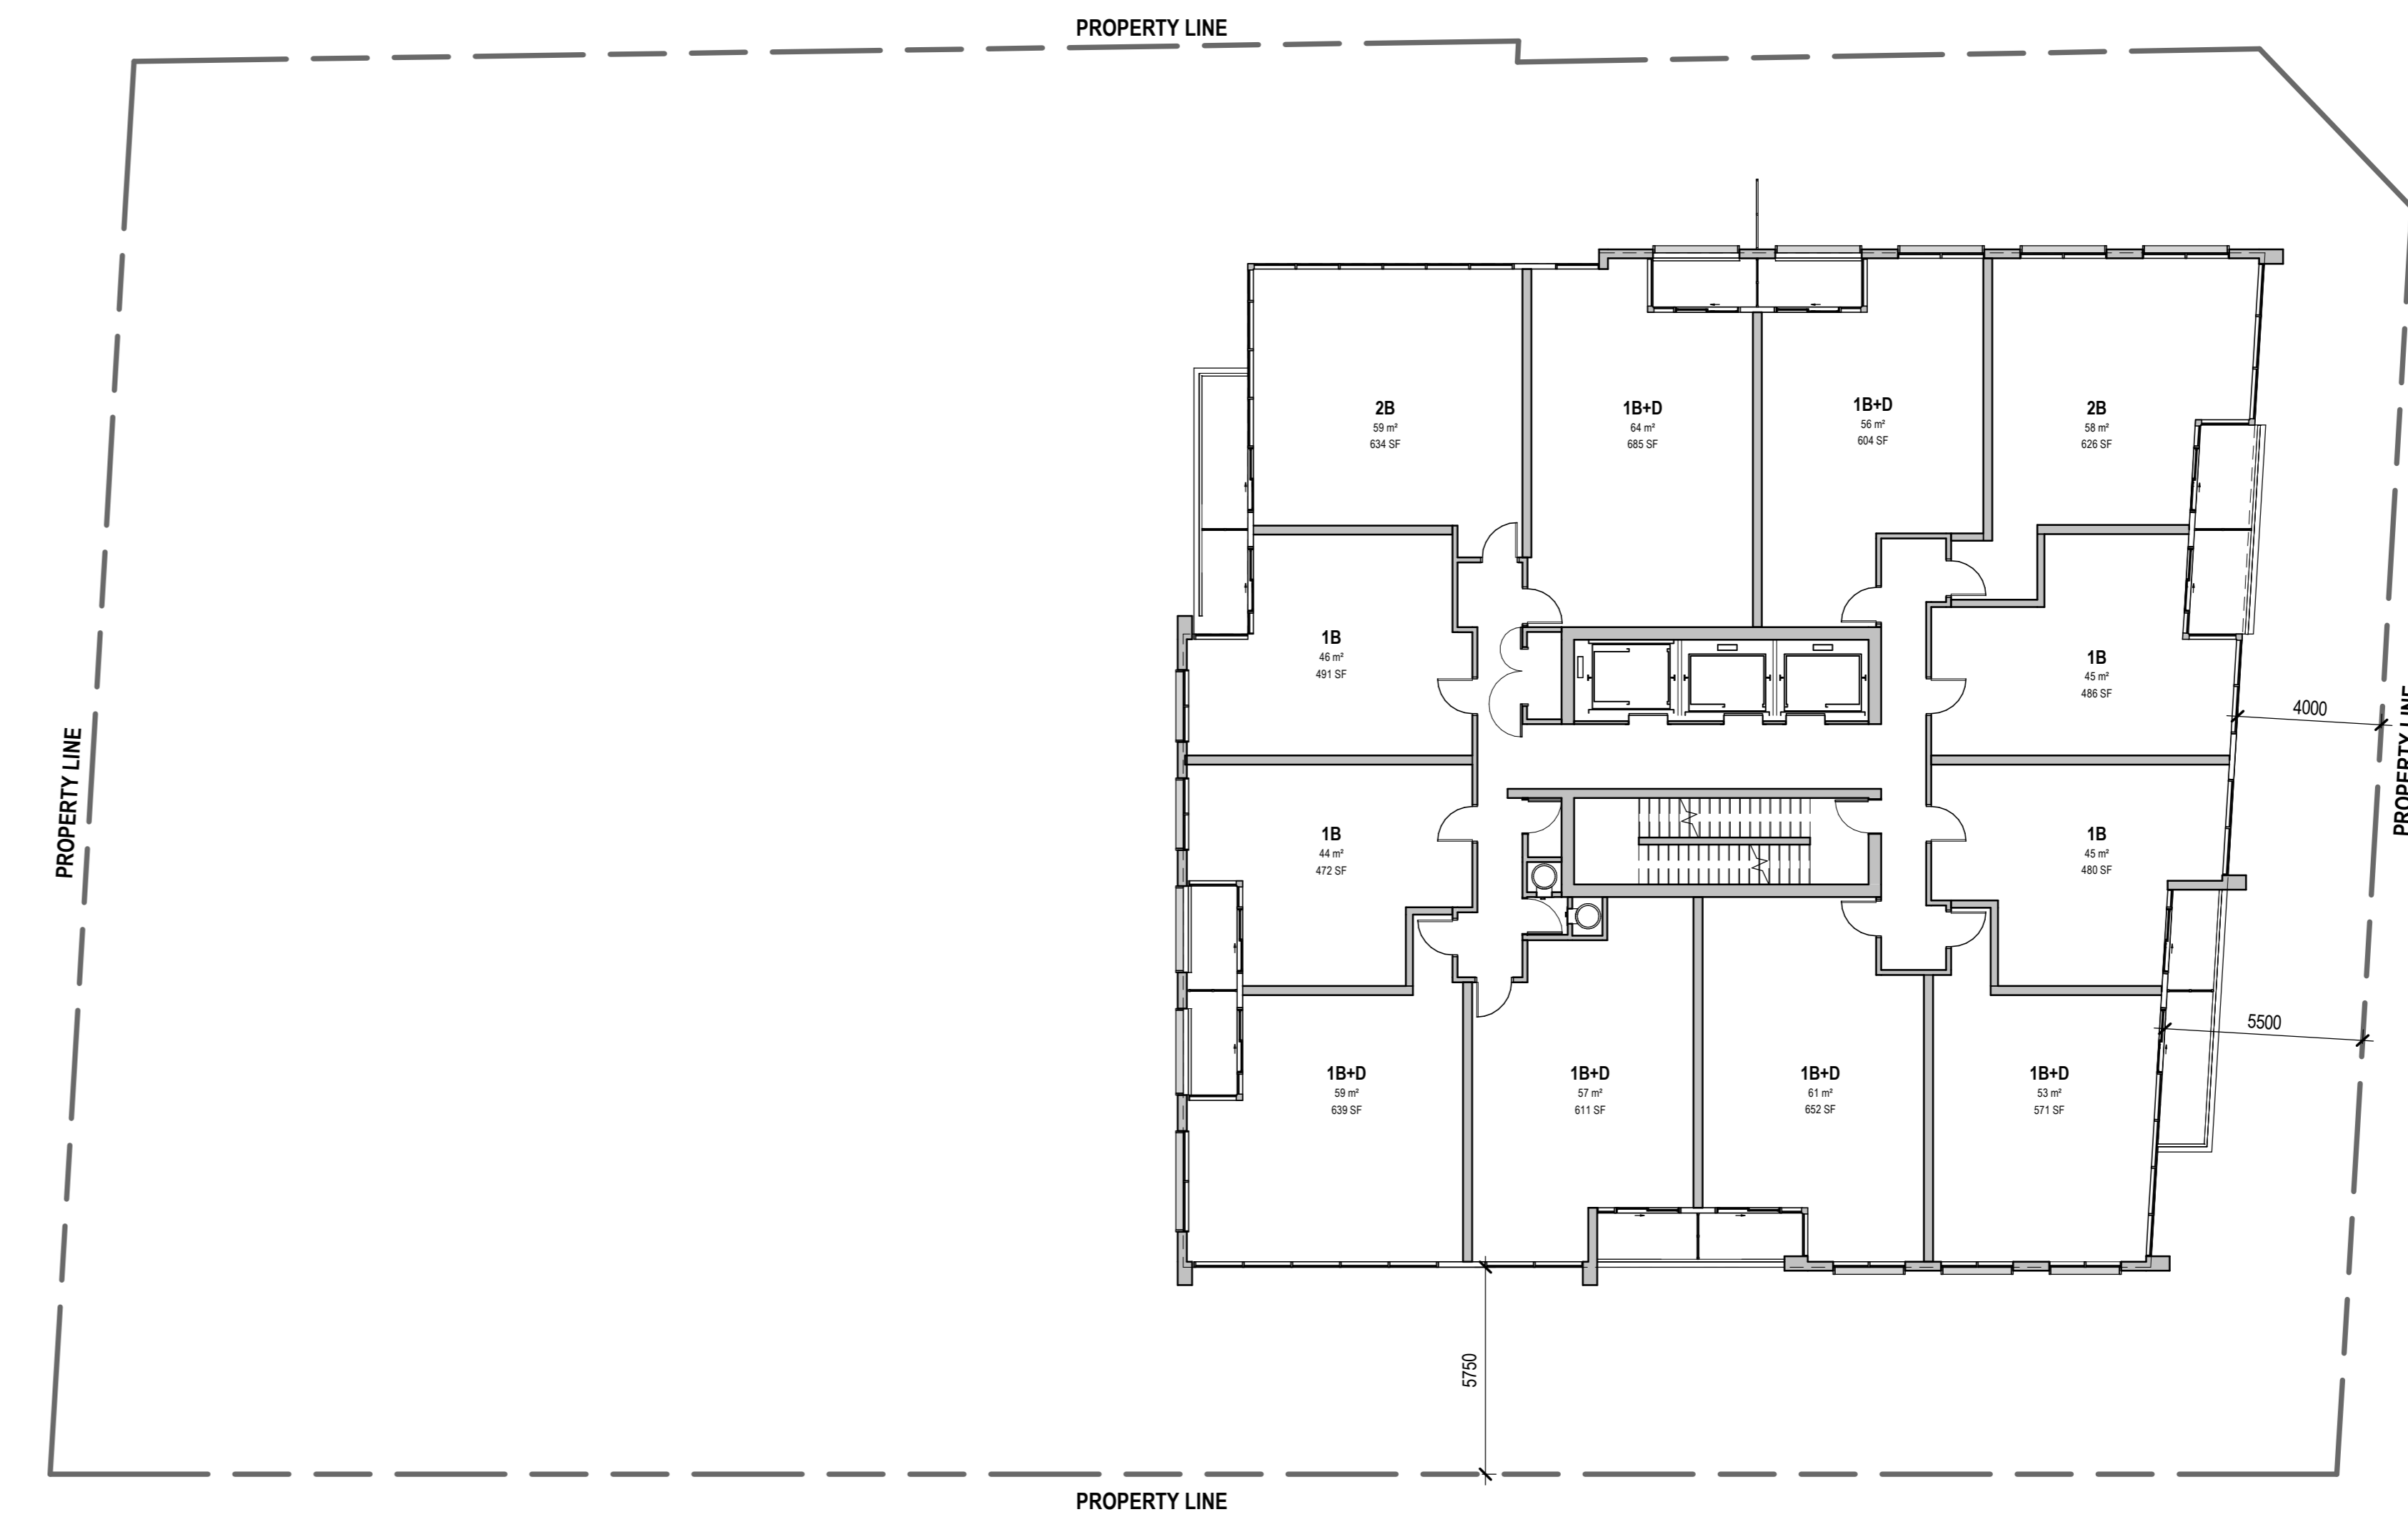 PROPERTY LINE
2B
59 m²
634 SF
1B+D
64 m²
685 SF
1B+D
56 m²
604 SF
2B
58 m²
626 SF
1B
46 m²
491 SF
1B
45 m²
486 SF
4000
PROPERTY LINE
PROPERTY LINE
1B
44 m²
472 SF
1B
45 m²
480 SF
5500
1B+D
59 m²
639 SF
1B+D
57 m²
611 SF
1B+D
61 m²
652 SF
1B+D
53 m²
571 SF
5750
PROPERTY LINE